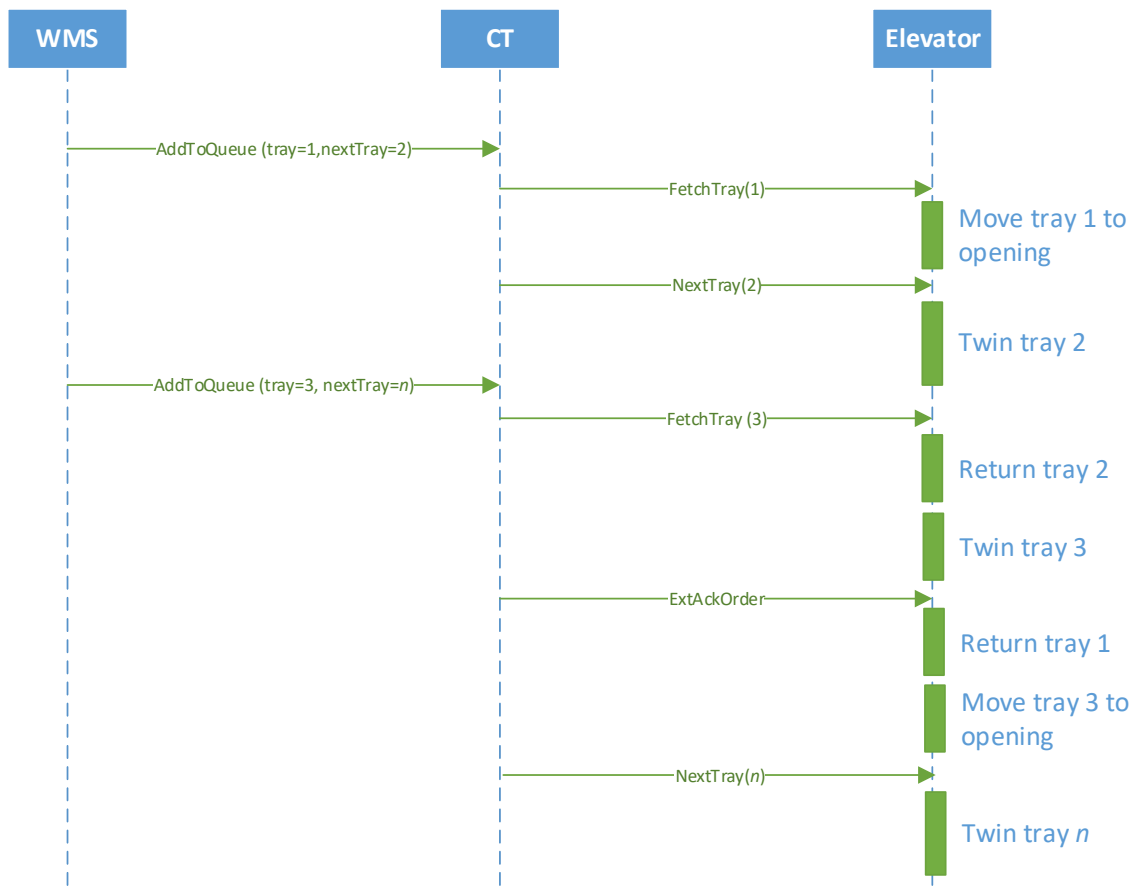 WMS
CT
Elevator
AddToQueue (tray=1,nextTray=2)
FetchTray(1)
Move tray 1 to
opening
NextTray(2)
Twin tray 2
AddToQueue (tray=3, nextTray=n)
FetchTray (3)
Return tray 2
Twin tray 3
ExtAckOrder
Return tray 1
Move tray 3 to
opening
NextTray(n)
Twin tray n